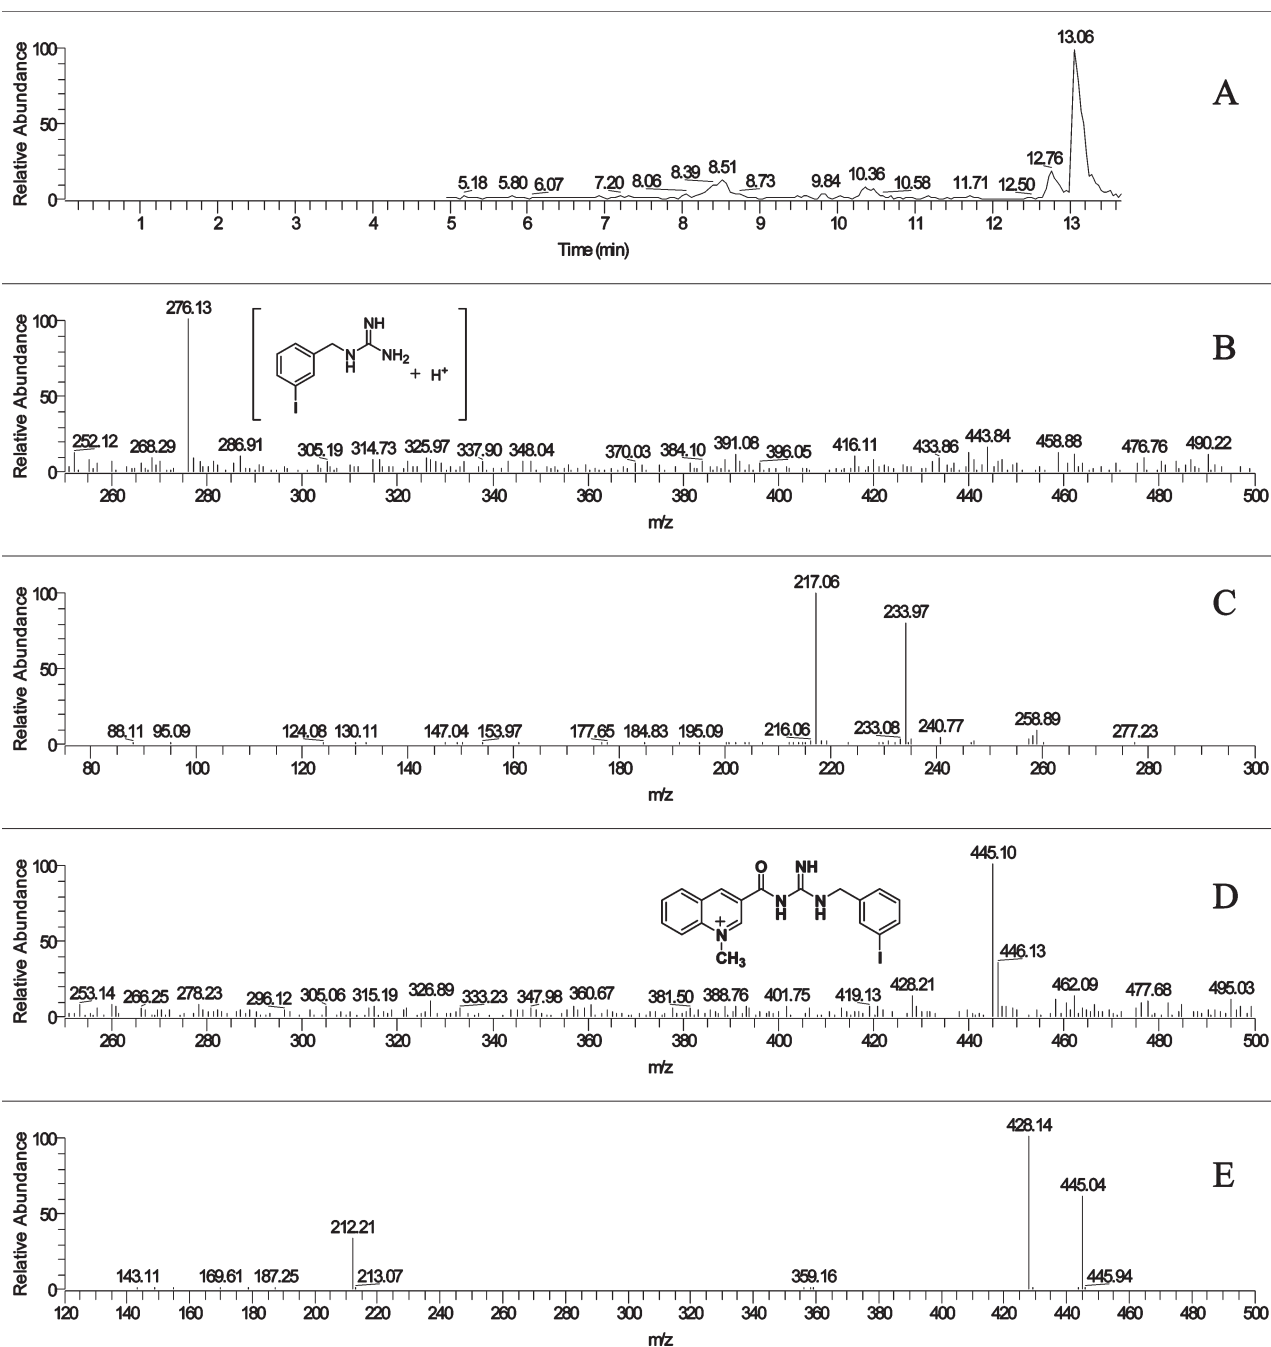 13.06
100
A
Relative Abundance
50
12.76
8.39 8.51
5.18 5.80 6.07 7.20 8.06 8.73 9.84 10.36 10.58 11.71 12.50
0
1 2 3 4 5 6 7 8 9 10 11 12 13
Time (min)
276.13
100
NH
B
Relative Abundance
N
H
NH2
+ H+
I
50
252.12 268.29 286.91 305.19 314.73 325.97 337.90 348.04 370.03 384.10 391.08 396.05 416.11 433.86 443.84 458.88 476.76 490.22
0
260 280 300 320 340 360 380 400 420 440 460 480 500
m/z
217.06
100
233.97
C
Relative Abundance
50
88.11 95.09 124.08 130.11 147.04 153.97 177.65 184.83 195.09 216.06 233.08 240.77 258.89 277.23
0
80 100 120 140 160 180 200 220 240 260 280 300
m/z
445.10
100
O NH
D
Relative Abundance
N N
H H
+
N
CH3
I
50
446.13
253.14 266.25 278.23 296.12 305.06 315.19 326.89 333.23 347.98 360.67 381.50 388.76 401.75 419.13 428.21 462.09 477.68 495.03
0
260 280 300 320 340 360 380 400 420 440 460 480 500
m/z
428.14
100
445.04
E
Relative Abundance
50
212.21
143.11 169.61 187.25 213.07 359.16 445.94
0
120 140 160 180 200 220 240 260 280 300 320 340 360 380 400 420 440 460 480 500
m/z